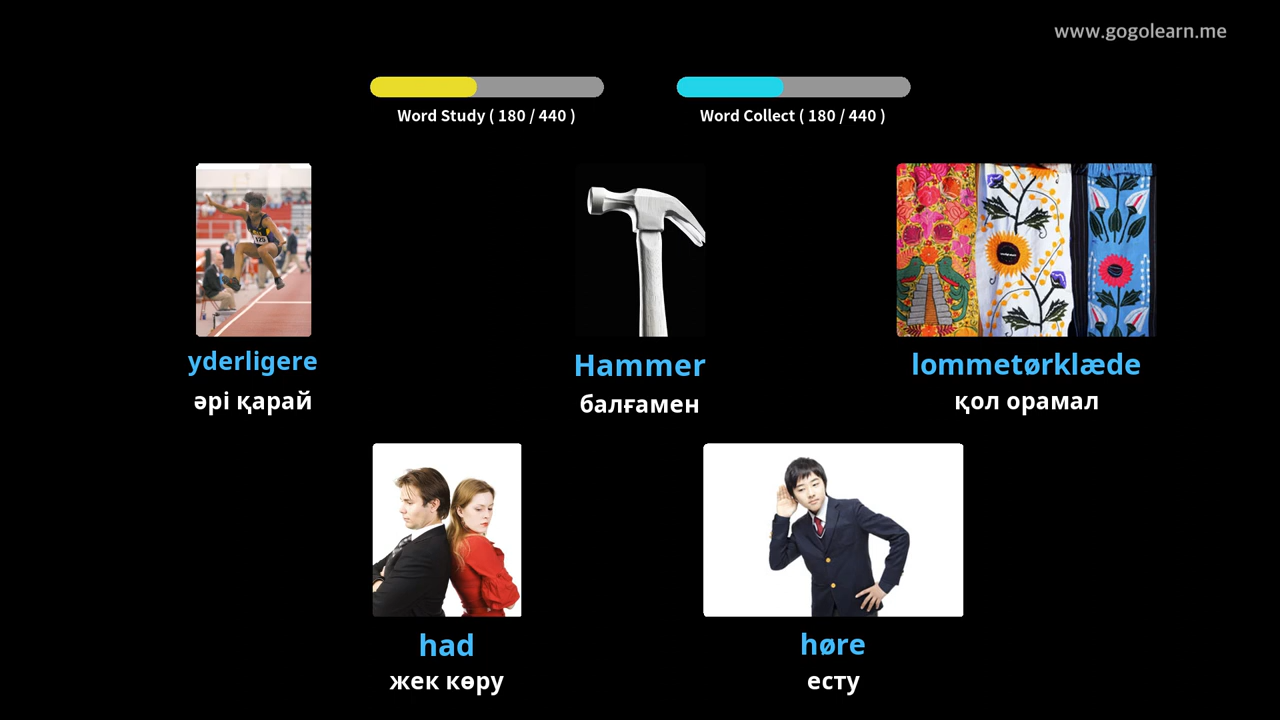 www.gogolearn.me
Word Study ( 180 / 440 )
Word Collect ( 180 / 440 )
yderligere
әрі қарай
Hammer
балғамен
lommetørklæde
қол орамал
had
жек көру
høre
есту